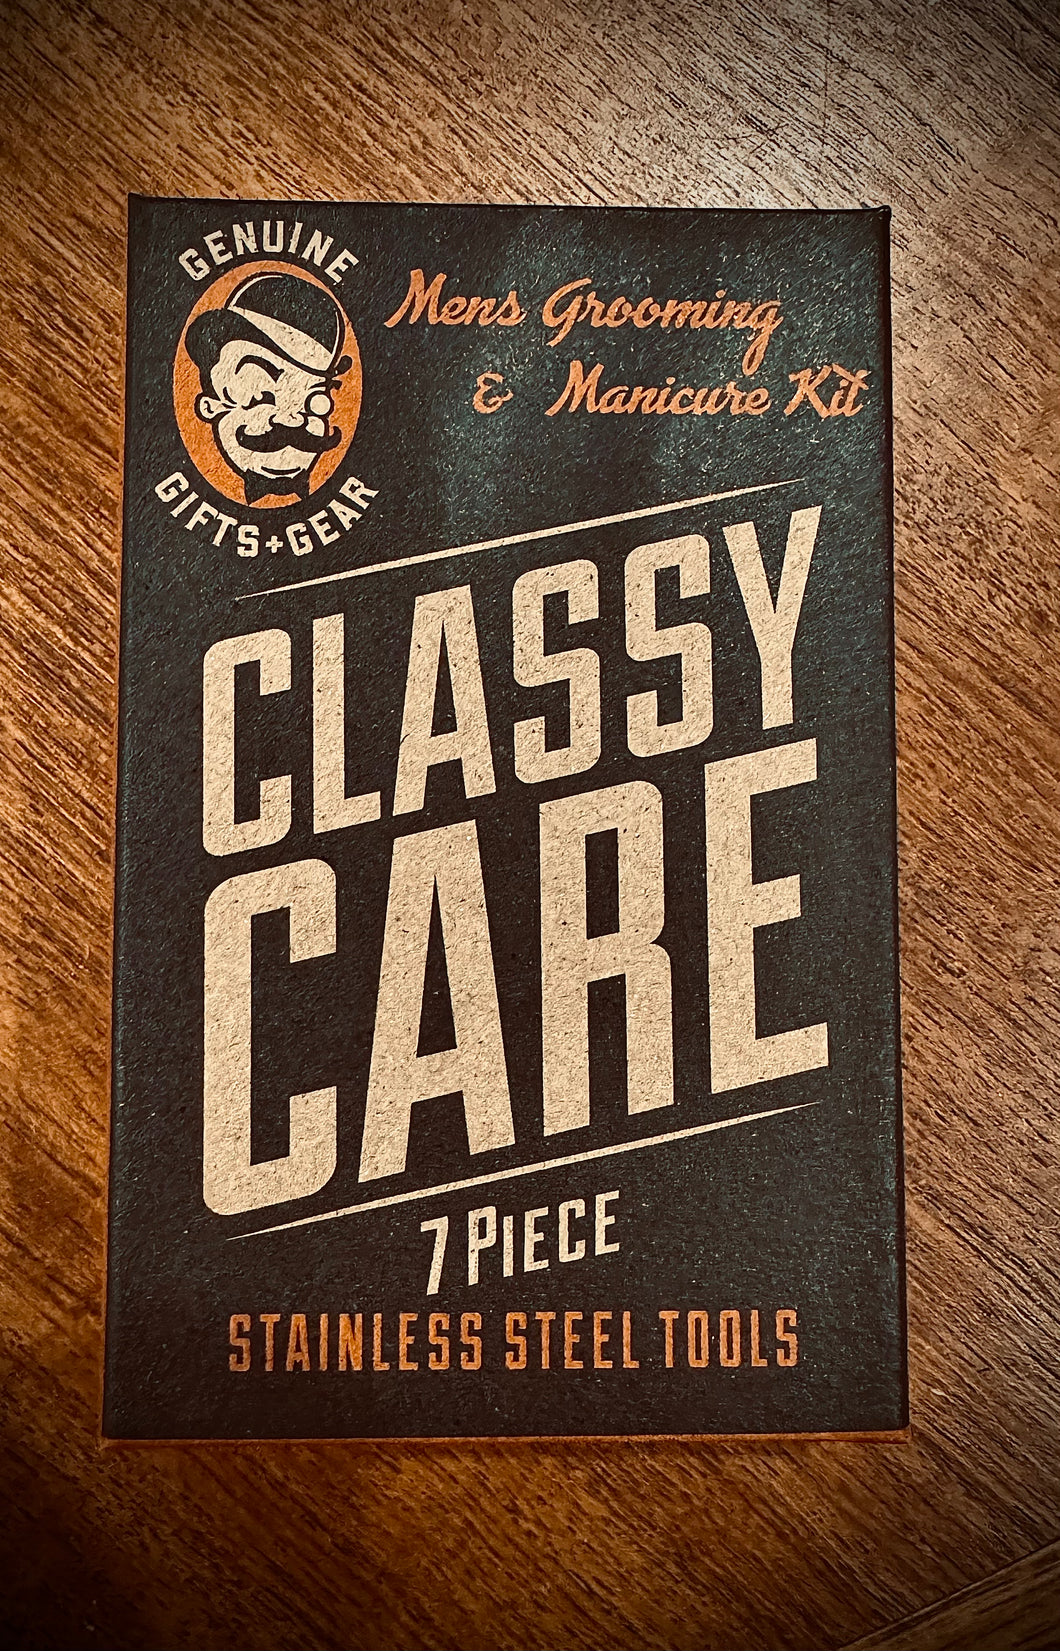 GENUINE
GIFTS+GEAR
Mens Grooming
& Manicure Kit
CLASSY
CARE
7 PIECE
STAINLESS STEEL TOOLS